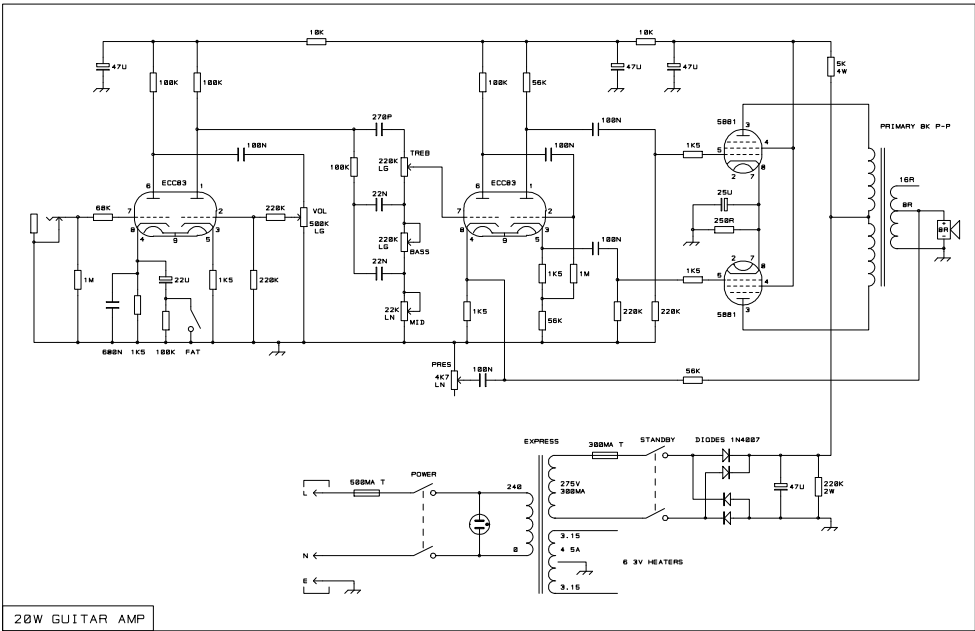 10K 10K
47U 100K 100K 100K 56K 47U 47U 5K
4W
270P 100N 5881 3 PRIMARY 8K P-P
100N 100K 220K
LG TREB 100N 1K5 5 4
2 7 8
6 ECC83 1 22N 6 ECC83 1 25U 16R
68K 7 2 220K VOL
500K
LG 7 2 250R 8R 8R
8 4 9 5 3 220K
LG BASS 8 4 9 5 3 100N 2 7 8
1M 22U 1K5 220K 22N 1K5 1M 1K5 5 4
22K
LN MID 1K5 56K 220K 220K 3
5881
680N 1K5 100K FAT
PRES
4K7
LN 100N 56K
EXPRESS 300MA T STANDBY DIODES 1N4007
POWER
L 500MA T 240 275V
300MA 47U 220K
2W
N 0 3.15
4 5A 6 3V HEATERS
E 3.15
20W GUITAR AMP